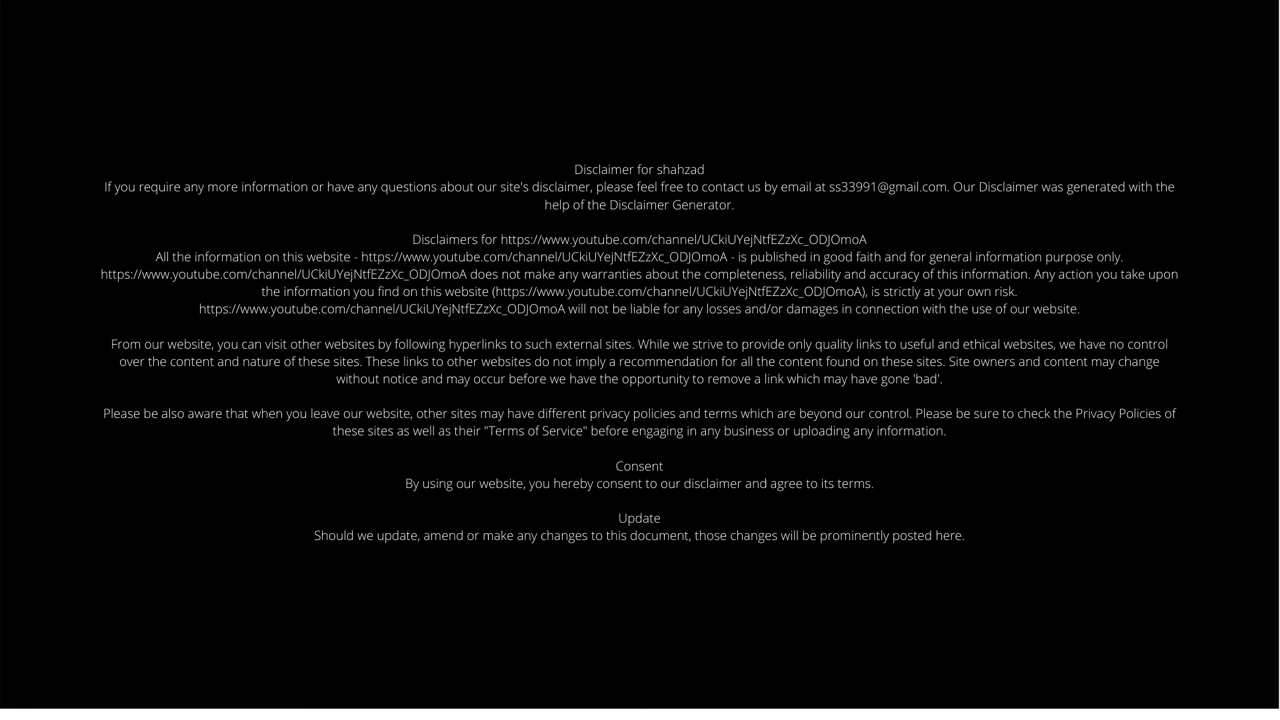 Disclaimer for shahzad
If you require any more information or have any questions about our site's disclaimer, please feel free to contact us by email at ss33991@gmail.com. Our Disclaimer was generated with the
help of the Disclaimer Generator.
Disclaimers for https://www.youtube.com/channel/UCkiUYejNtfEZzXc_ODJOmoA
All the information on this website - https://www.youtube.com/channel/UCkiUYejNtfEZzXc_ODJOmoA - is published in good faith and for general information purpose only.
https://www.youtube.com/channel/UCkiUYejNtfEZzXc_ODJOmoA does not make any warranties about the completeness, reliability and accuracy of this information. Any action you take upon
the information you find on this website (https://www.youtube.com/channel/UCkiUYejNtfEZzXc_ODJOmoA), is strictly at your own risk.
https://www.youtube.com/channel/UCkiUYejNtfEZzXc_ODJOmoA will not be liable for any losses and/or damages in connection with the use of our website.
From our website, you can visit other websites by following hyperlinks to such external sites. While we strive to provide only quality links to useful and ethical websites, we have no control
over the content and nature of these sites. These links to other websites do not imply a recommendation for all the content found on these sites. Site owners and content may change
without notice and may occur before we have the opportunity to remove a link which may have gone 'bad'.
Please be also aware that when you leave our website, other sites may have different privacy policies and terms which are beyond our control. Please be sure to check the Privacy Policies of
these sites as well as their "Terms of Service" before engaging in any business or uploading any information.
Consent
By using our website, you hereby consent to our disclaimer and agree to its terms.
Update
Should we update, amend or make any changes to this document, those changes will be prominently posted here.